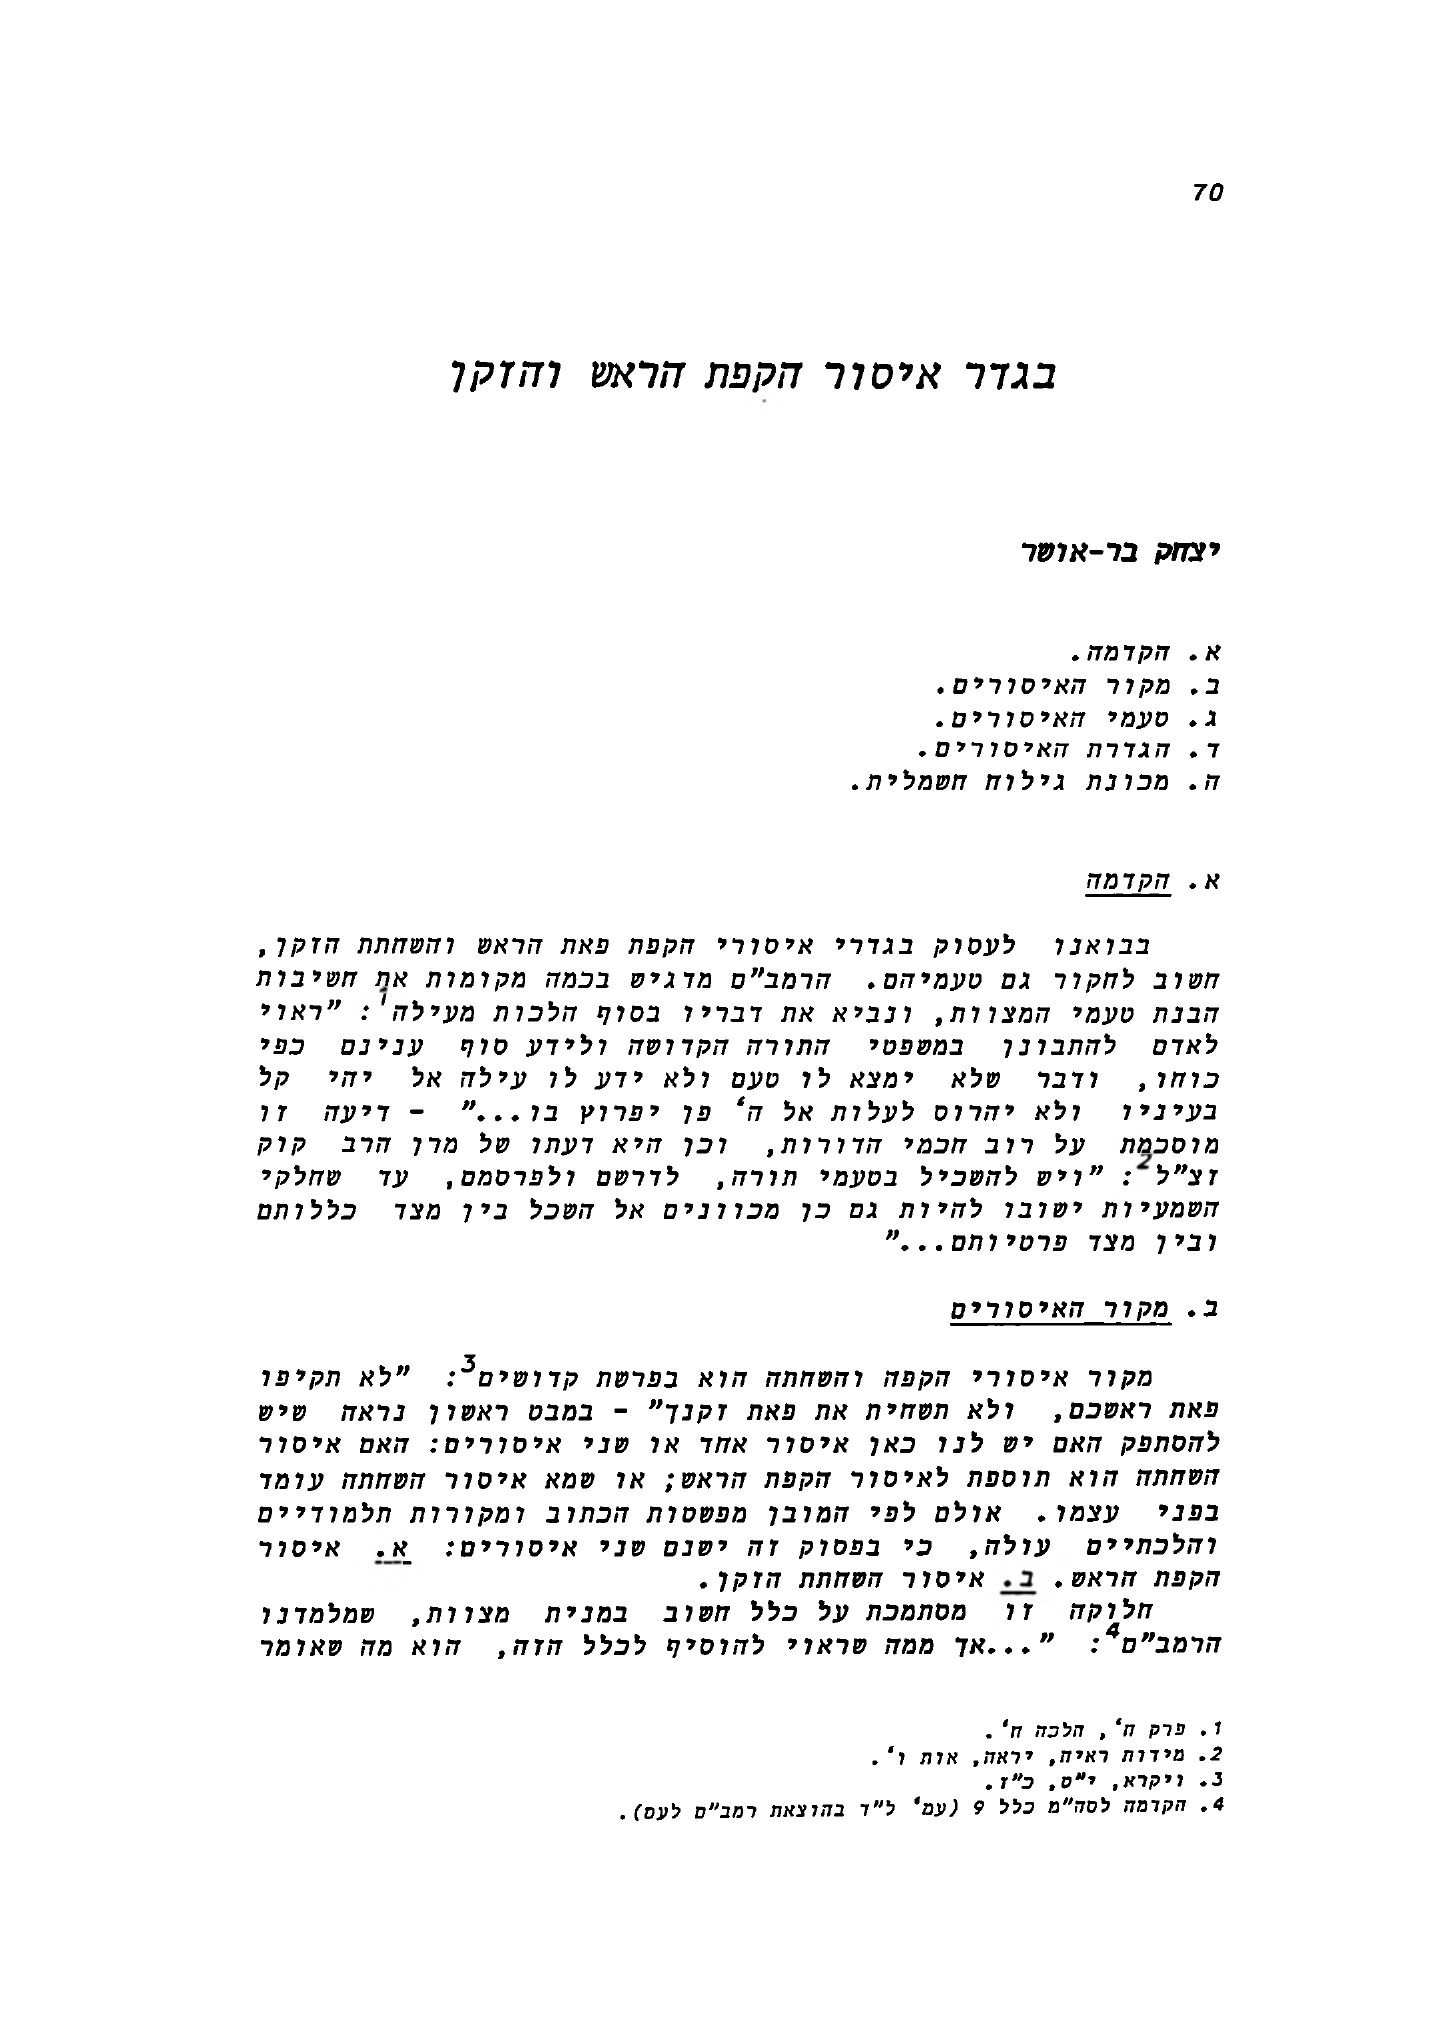 70
בגדר איסור הקפת הראש והזקן
יצחק בר-אושר
א. הקדמה.
ב. מקור האיסורים.
ג. טעמי האיסורים.
ד. הגדרת האיסורים.
ה. מכונת גילוח חשמלית.
א. הקדמה
בבואנו לעסוק בגדרי איסורי הקפת פאת הראש והשחתת הזקן,
חשוב לחקור גם טעמיהם. הרמב"ם מדגיש בכמה מקומות את חשיבות
הבנת טעמי המצוות, ונביא את דבריו בסוף הלכות מעילה1: "ראוי
לאדם להתבונן במשפטי התורה הקדושה ולידע סוף ענינם כפי
כוחו, ודבר שלא ימצא לו טעם ולא ידע לו עילה אל יהי קל
בעיניו ולא יהרוס לעלות אל ה' פן יפרוץ בו..." - דיעה זו
מוסכמת על רוב חכמי הדורות, וכן היא דעתו של מרן הרב קוק
זצ"ל2: "ויש להשכיל בטעמי תורה, לדרשם ולפרסמם, עד שחלקי
השמעיות ישובו להיות גם כן מכוונים אל השכל בין מצד כללותם
ובין מצד פרטיותם..."
ב. מקור האיסורים
מקור איסורי הקפה והשחתה הוא בפרשת קדושים3: "לא תקיפו
פאת ראשכם, ולא תשחית את פאת זקנך" - במבט ראשון נראה שיש
להסתפק האם יש לנו כאן איסור אחד או שני איסורים: האם איסור
השחתה הוא תוספת לאיסור הקפת הראש; או שמא איסור השחתה עומד
בפני עצמו. אולם לפי המובן מפשטות הכתוב ומקורות תלמודיים
והלכתיים עולה, כי בפסוק זה ישנם שני איסורים: א. איסור
הקפת הראש. ב. איסור השחתת הזקן.
חלוקה זו מסתמכת על כלל חשוב במנית מצוות, שמלמדנו
הרמב"ם4: "...אך ממה שראוי להוסיף לכלל הזה, הוא מה שאומר
1. פרק ח', הלכה ח'.
2. מידות ראיה, יראה, אות ו'.
3. ויקרא, י"ט, כ"ז.
4. הקדמה לסה"מ כלל 9 (עמ' ל"ד בהוצאת רמב"ם לעם).